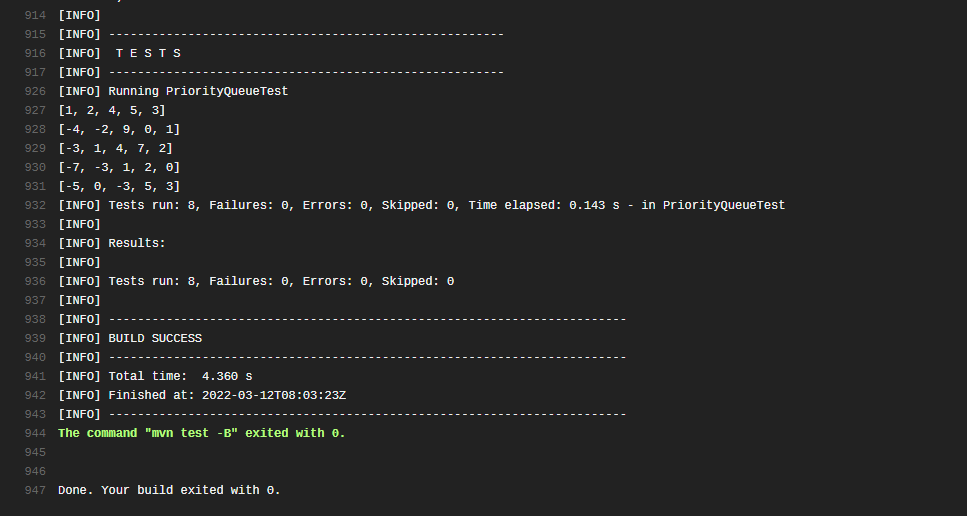 914 [INFO]
915 [INFO] -------------------------------------------------------
916 [INFO]  T E S T S
917 [INFO] -------------------------------------------------------
926 [INFO] Running PriorityQueueTest
927 [1, 2, 4, 5, 3]
928 [-4, -2, 9, 0, 1]
929 [-3, 1, 4, 7, 2]
930 [-7, -3, 1, 2, 0]
931 [-5, 0, -3, 5, 3]
932 [INFO] Tests run: 8, Failures: 0, Errors: 0, Skipped: 0, Time elapsed: 0.143 s - in PriorityQueueTest
933 [INFO]
934 [INFO] Results:
935 [INFO]
936 [INFO] Tests run: 8, Failures: 0, Errors: 0, Skipped: 0
937 [INFO]
938 [INFO] ------------------------------------------------------------------------
939 [INFO] BUILD SUCCESS
940 [INFO] ------------------------------------------------------------------------
941 [INFO] Total time:  4.360 s
942 [INFO] Finished at: 2022-03-12T08:03:23Z
943 [INFO] ------------------------------------------------------------------------
944 The command "mvn test -B" exited with 0.
945
946
947 Done. Your build exited with 0.